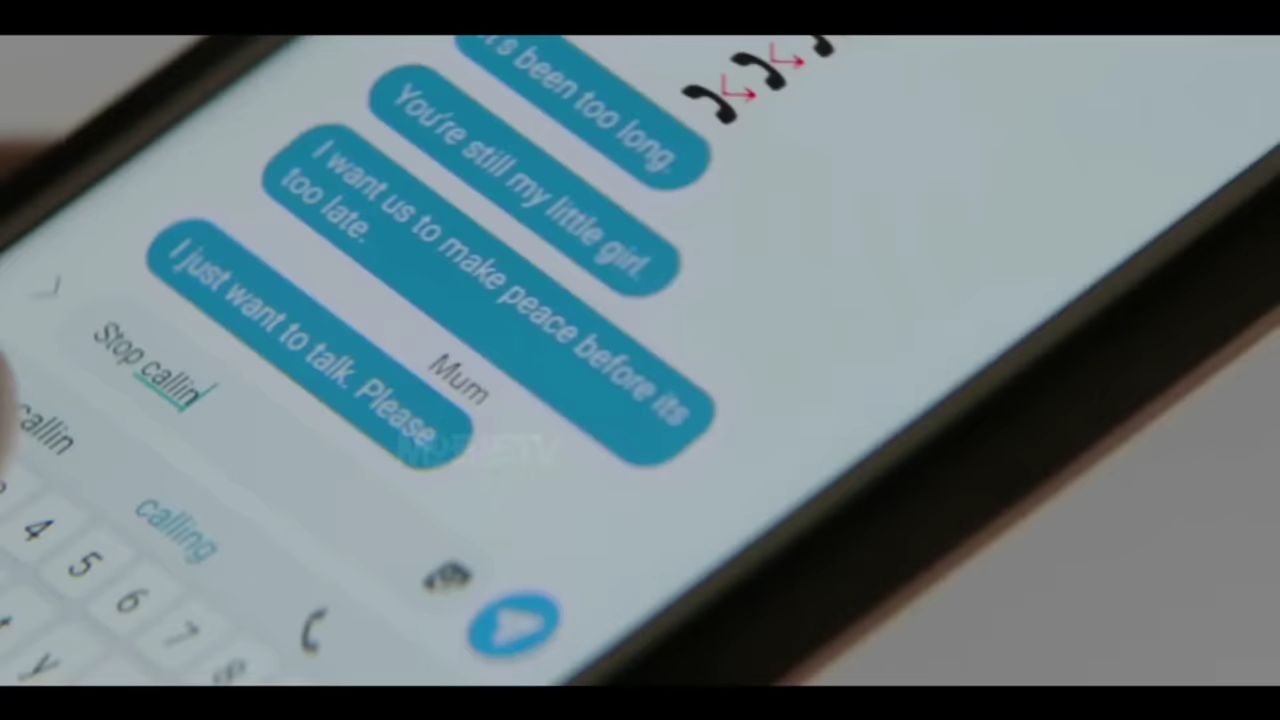 's been too long.
You're still my little girl.
I want us to make peace before its
too late.
I just want to talk. Please
Mum
Stop callin
callin
calling
4 5 6 7 8
y